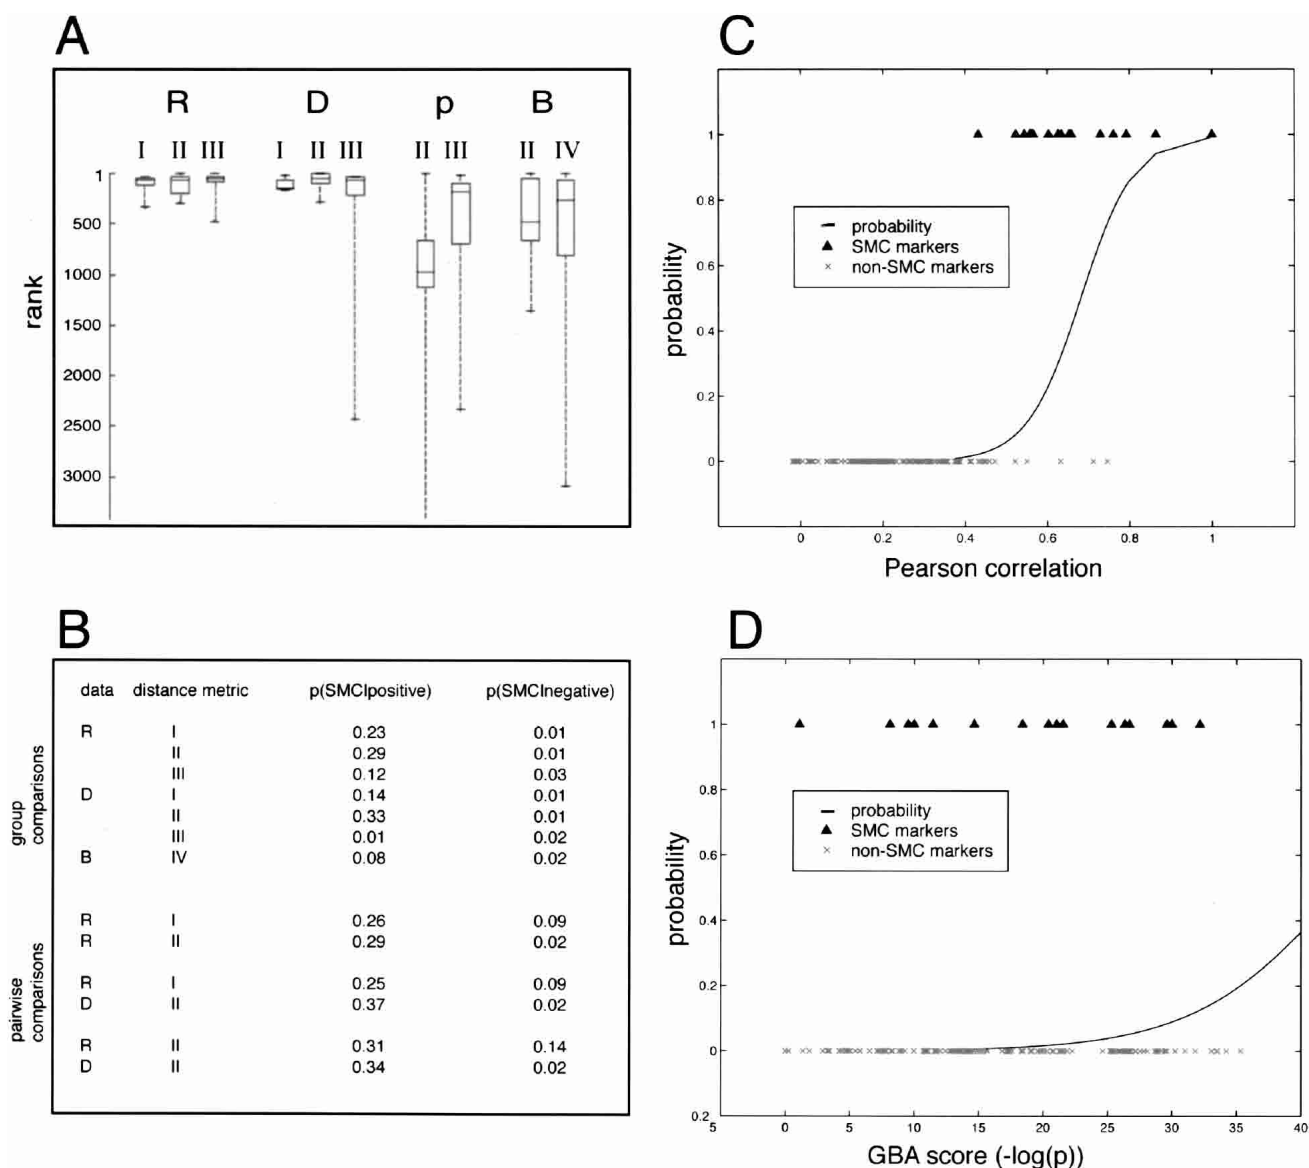 A
R D p B
I II III I II III II III II IV
1
500
1000
1500
2000
2500
3000
rank
B
data distance metric p(SMCIpositive) p(SMCInegative)
group comparisons
R I 0.23 0.01
II 0.29 0.01
III 0.12 0.03
D I 0.14 0.01
II 0.33 0.01
III 0.01 0.02
B IV 0.08 0.02
pairwise comparisons
R I 0.26 0.09
R II 0.29 0.02
R I 0.25 0.09
D II 0.37 0.02
R II 0.31 0.14
D II 0.34 0.02
C
probability
1
0.8
0.6
0.4
0.2
0
probability
SMC markers
non-SMC markers
0 0.2 0.4 0.6 0.8 1
Pearson correlation
D
probability
1
0.8
0.6
0.4
0.2
0
0.2
probability
SMC markers
non-SMC markers
5 0 5 10 15 20 25 30 35 40
GBA score (-log(p))